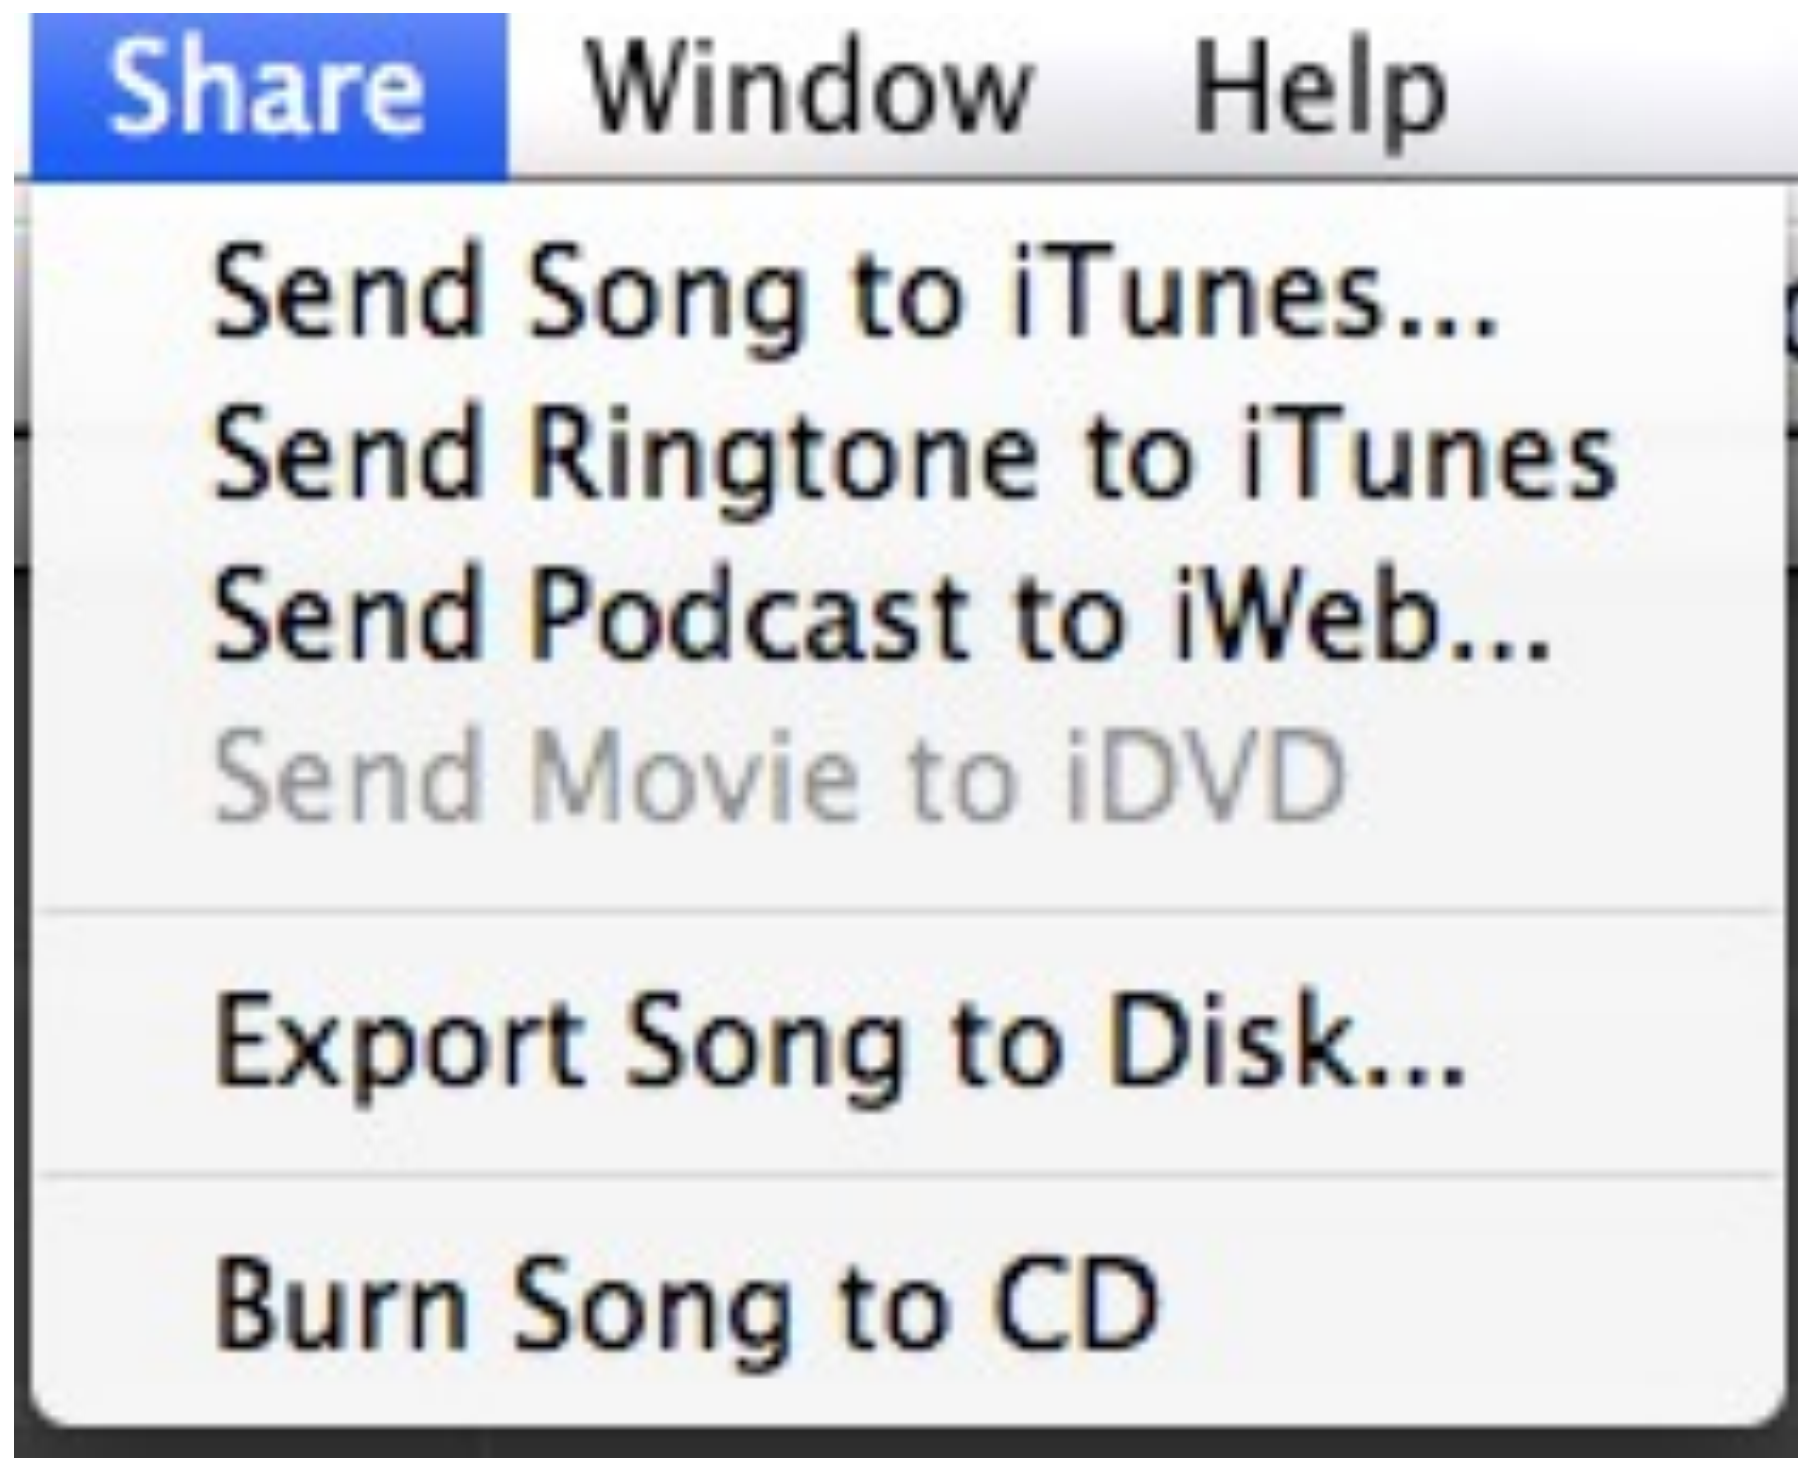 Share Window Help
Send Song to iTunes...
Send Ringtone to iTunes
Send Podcast to iWeb...
Send Movie to iDVD
Export Song to Disk...
Burn Song to CD